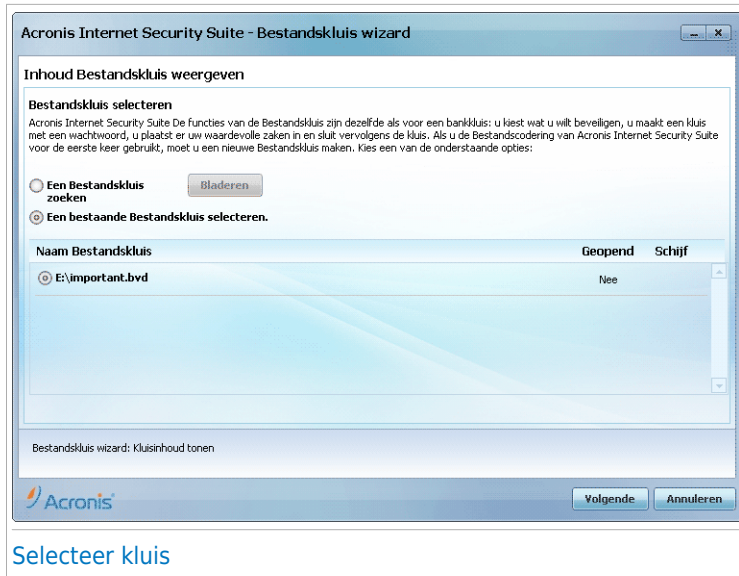 Acronis Internet Security Suite - Bestandskluis wizard
Inhoud Bestandskluis weergeven
Bestandskluis selecteren
Acronis Internet Security Suite De functies van de Bestandskluis zijn dezelfde als voor een bankkluis: u kiest wat u wilt beveiligen, u maakt een kluis
met een wachtwoord, u plaatst er uw waardevolle zaken in en sluit vervolgens de kluis. Als u de Bestandscodering van Acronis Internet Security Suite
voor de eerste keer gebruikt, moet u een nieuwe Bestandskluis maken. Kies een van de onderstaande opties:
Een Bestandskluis
zoeken
Bladeren
Een bestaande Bestandskluis selecteren.
Naam Bestandskluis Geopend Schijf
E:\important.bvd Nee
Bestandskluis wizard: Kluisinhoud tonen
Acronis
Volgende Annuleren
Selecteer kluis